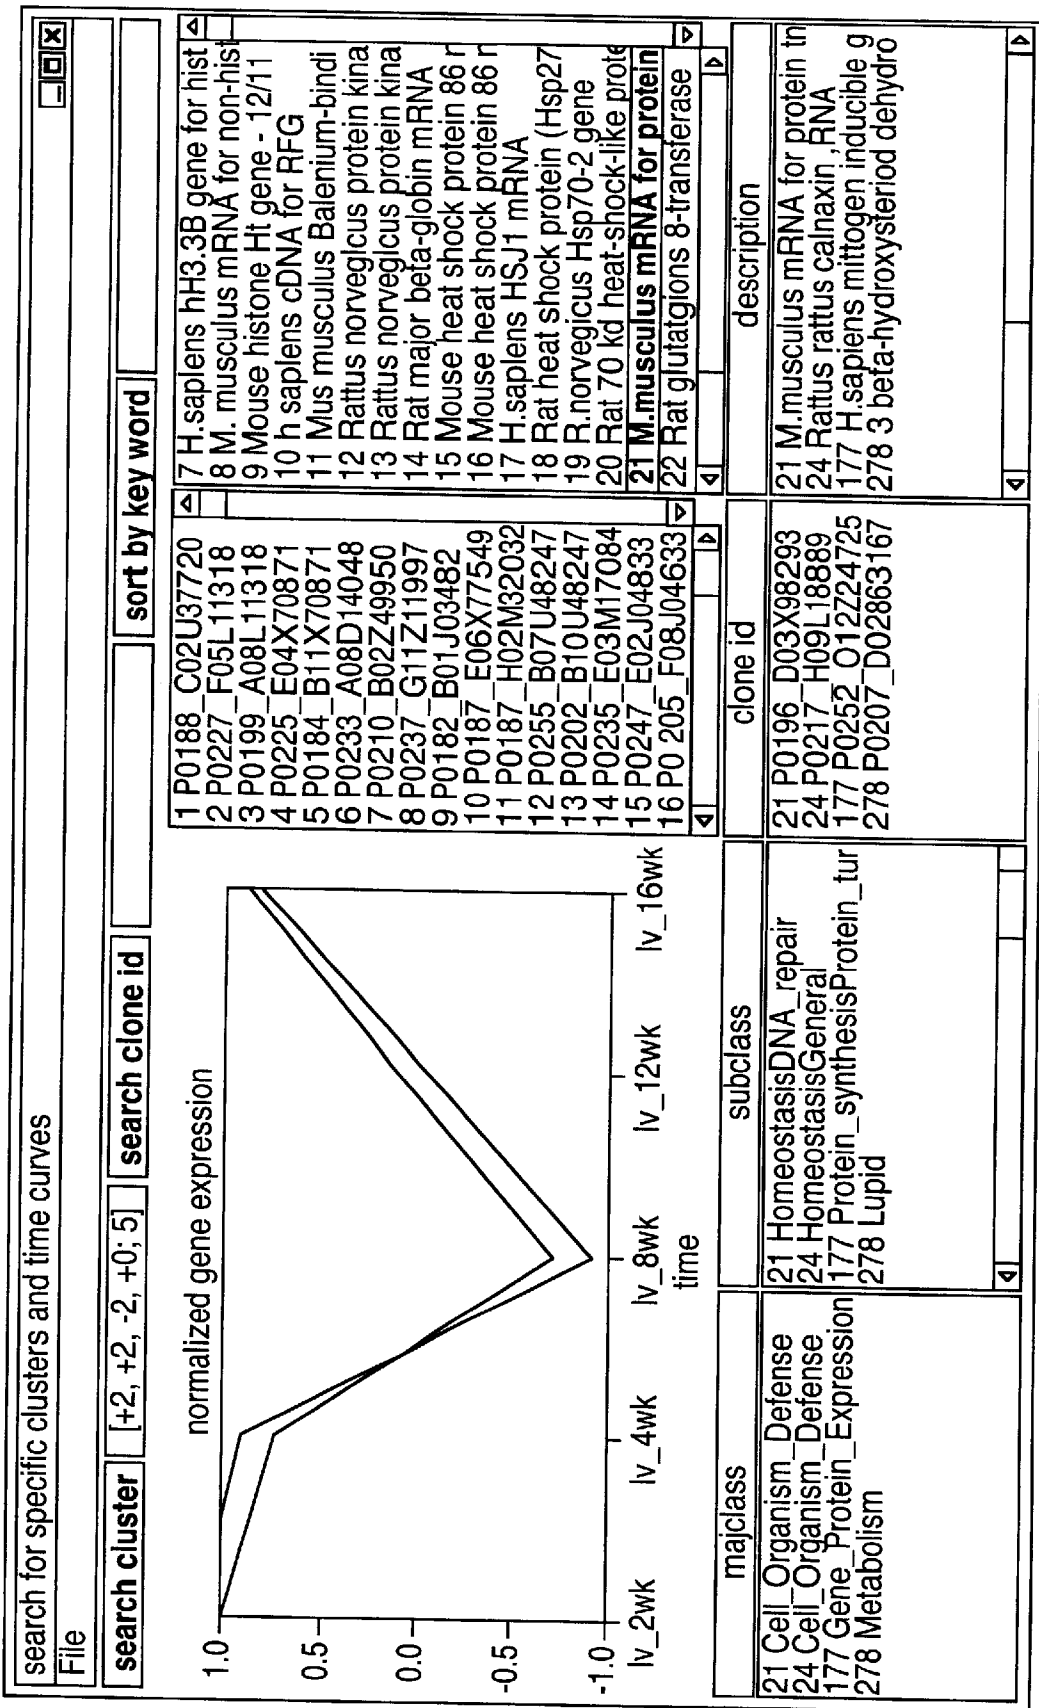 search for specific clusters and time curves
File
search cluster [+2, +2, -2, +0; 5] search clone id sort by key word
normalized gene expression
1.0
0.5
0.0
-0.5
-1.0
lv_2wk lv_4wk lv_8wk lv_12wk lv_16wk
time
1 P0188_C02U37720
2 P0227_F05L11318
3 P0199_A08L11318
4 P0225_E04X70871
5 P0184_B11X70871
6 P0233_A08D14048
7 P0210_B02Z49950
8 P0237_G11Z11997
9 P0182_B01J03482
10 P0187_E06X77549
11 P0187_H02M32032
12 P0255_B07U48247
13 P0202_B10U48247
14 P0235_E03M17084
15 P0247_E02J04833
16 P0 205_F08J04633
7 H.saplens hH3.3B gene for hist
8 M. musculus mRNA for non-hist
9 Mouse histone Ht gene - 12/11
10 h saplens cDNA for RFG
11 Mus musculus Balenium-bindi
12 Rattus norveglcus protein kina
13 Rattus norveglcus protein kina
14 Rat major beta-globin mRNA
15 Mouse heat shock protein 86 r
16 Mouse heat shock protein 86 r
17 H.saplens HSJ1 mRNA
18 Rat heat shock protein (Hsp27
19 R.norvegicus Hsp70-2 gene
20 Rat 70 kd heat-shock-like prote
21 M.musculus mRNA for protein
22 Rat glutatgions 8-transferase
majclass
21 Cell_Organism_Defense
24 Cell_Organism_Defense
177 Gene_Protein_Expression
278 Metabolism
subclass
21 HomeostasisDNA_repair
24 HomeostasisGeneral
177 Protein_synthesisProtein_tur
278 Lupid
clone id
21 P0196_D03X98293
24 P0217_H09L18889
177 P0252_O12Z24725
278 P0207_D02863167
description
21 M.musculus mRNA for protein tn
24 Rattus rattus calnaxin ,RNA
177 H.sapiens mittogen inducible g
278 3 beta-hydroxysteriod dehydro